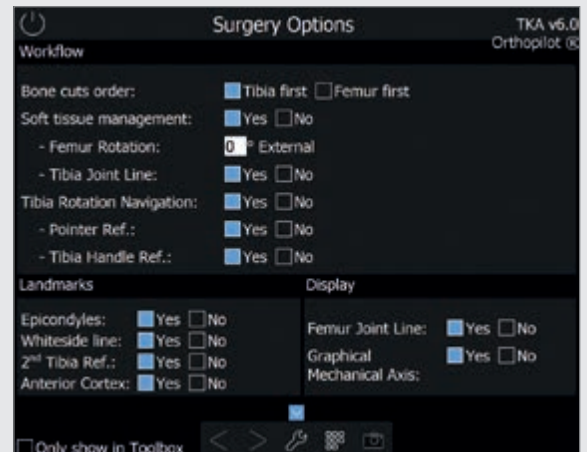 Surgery Options
TKA v6.0
Orthopilot ®
Workflow
Bone cuts order: Tibia first Femur first
Soft tissue management: Yes No
- Femur Rotation: 0 ° External
- Tibia Joint Line: Yes No
Tibia Rotation Navigation: Yes No
- Pointer Ref.: Yes No
- Tibia Handle Ref.: Yes No
Landmarks
Epicondyles: Yes No
Whiteside line: Yes No
2nd Tibia Ref.: Yes No
Anterior Cortex: Yes No
Display
Femur Joint Line: Yes No
Graphical Yes No
Mechanical Axis:
Only show in Toolbox